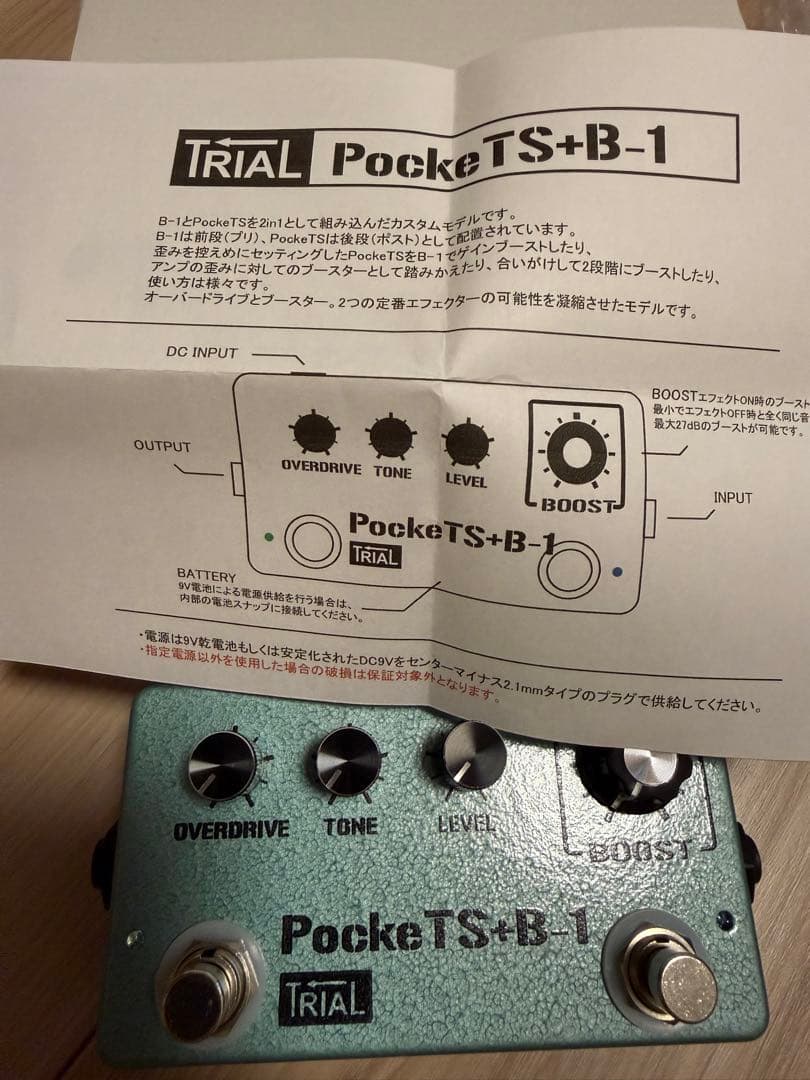 TRIAL PockeTS+B-1
B-1とPockeTSを2in1として組み込んだカスタムモデルです。
B-1は前段(プリ)、PockeTSは後段(ポスト)として配置されています。
歪みを控えめにセッティングしたPockeTSをB-1でゲインブーストしたり、
アンプの歪みに対してのブースターとして踏みかえたり、合いがけして2段階にブーストしたり、
使い方は様々です。
オーバードライブとブースター。2つの定番エフェクターの可能性を凝縮させたモデルです。
DC INPUT
BOOSTエフェクトON時のブースト
最小でエフェクトOFF時と全く同じ音
最大27dBのブーストが可能です。
OUTPUT
OVERDRIVE TONE LEVEL
BOOST
INPUT
PockeTS+B-1
TRIAL
BATTERY
9V電池による電源供給を行う場合は、
内部の電池スナップに接続してください。
・電源は9V乾電池もしくは安定化されたDC9Vをセンターマイナス2.1mmタイプのプラグで供給してください。
・指定電源以外を使用した場合の破損は保証対象外となります。
OVERDRIVE TONE LEVEL
BOOST
PockeTS+B-1
TRIAL